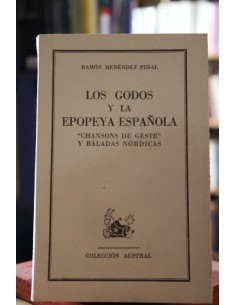 RAMÓN MENÉNDEZ PIDAL
LOS GODOS
Y LA
EPOPEYA ESPAÑOLA
"CHANSONS DE GESTE"
Y BALADAS NÓRDICAS
COLECCIÓN AUSTRAL